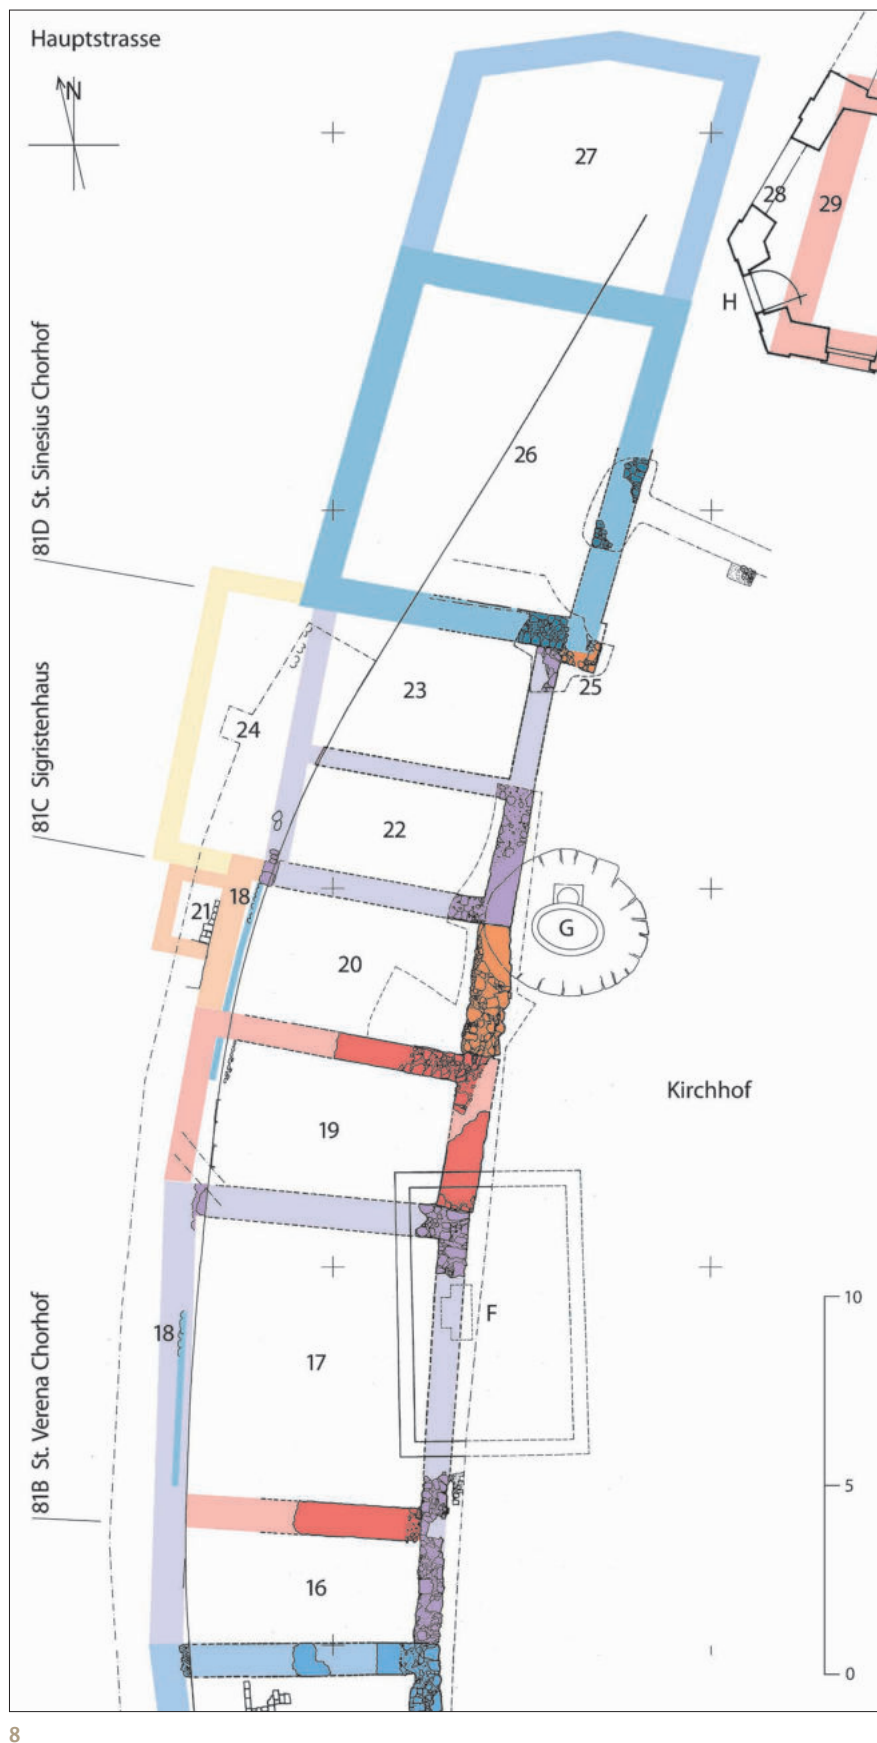 Hauptstrasse
N
27
28
29
H
81D St. Sinesius Chorhof
26
25
23
24
81C Sigristenhaus
22
18
21
G
20
Kirchhof
19
10
F
18
17
81B St. Verena Chorhof
5
16
0
8